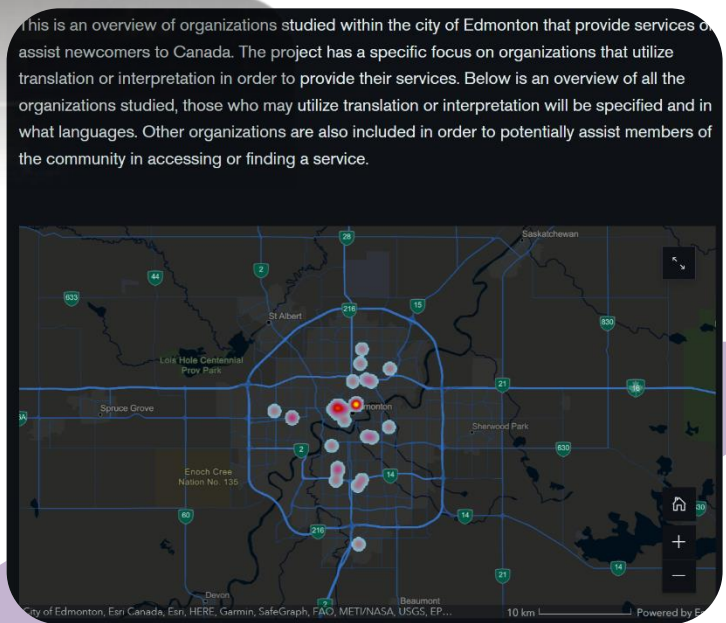 This is an overview of organizations studied within the city of Edmonton that provide services
assist newcomers to Canada. The project has a specific focus on organizations that utilize
translation or interpretation in order to provide their services. Below is an overview of all the
organizations studied, those who may utilize translation or interpretation will be specified and in
what languages. Other organizations are also included in order to potentially assist members of
the community in accessing or finding a service.
28
Saskatchewan
2
44
633
216
15
St Albert
830
Lois Hole Centennial
Prov Park
21
16
Spruce Grove
monton
Sherwood Park
2
630
Enoch Cree
Nation No. 135
14
60
14
216
21
14
Devon
2
Beaumont
City of Edmonton, Esri Canada, Esri, HERE, Garmin, SafeGraph, FAO, METI/NASA, USGS, EP...
10 km
Powered by